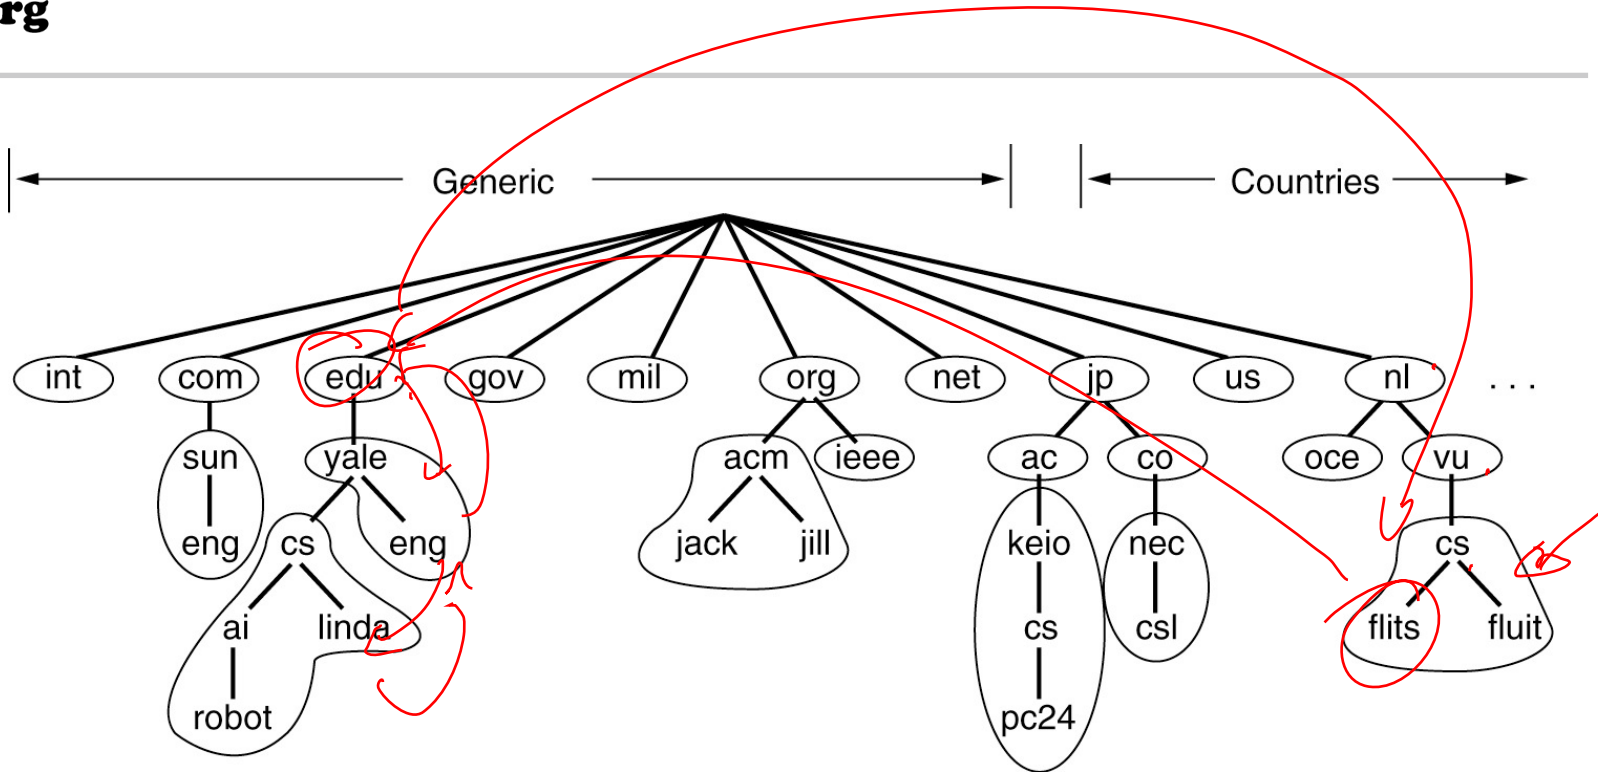 rg
Generic Countries
int com edu gov mil org net jp us nl ...
sun yale acm ieee ac co oce vu
eng cs eng jack jill keio nec cs
ai linda cs csl flits fluit
robot pc24